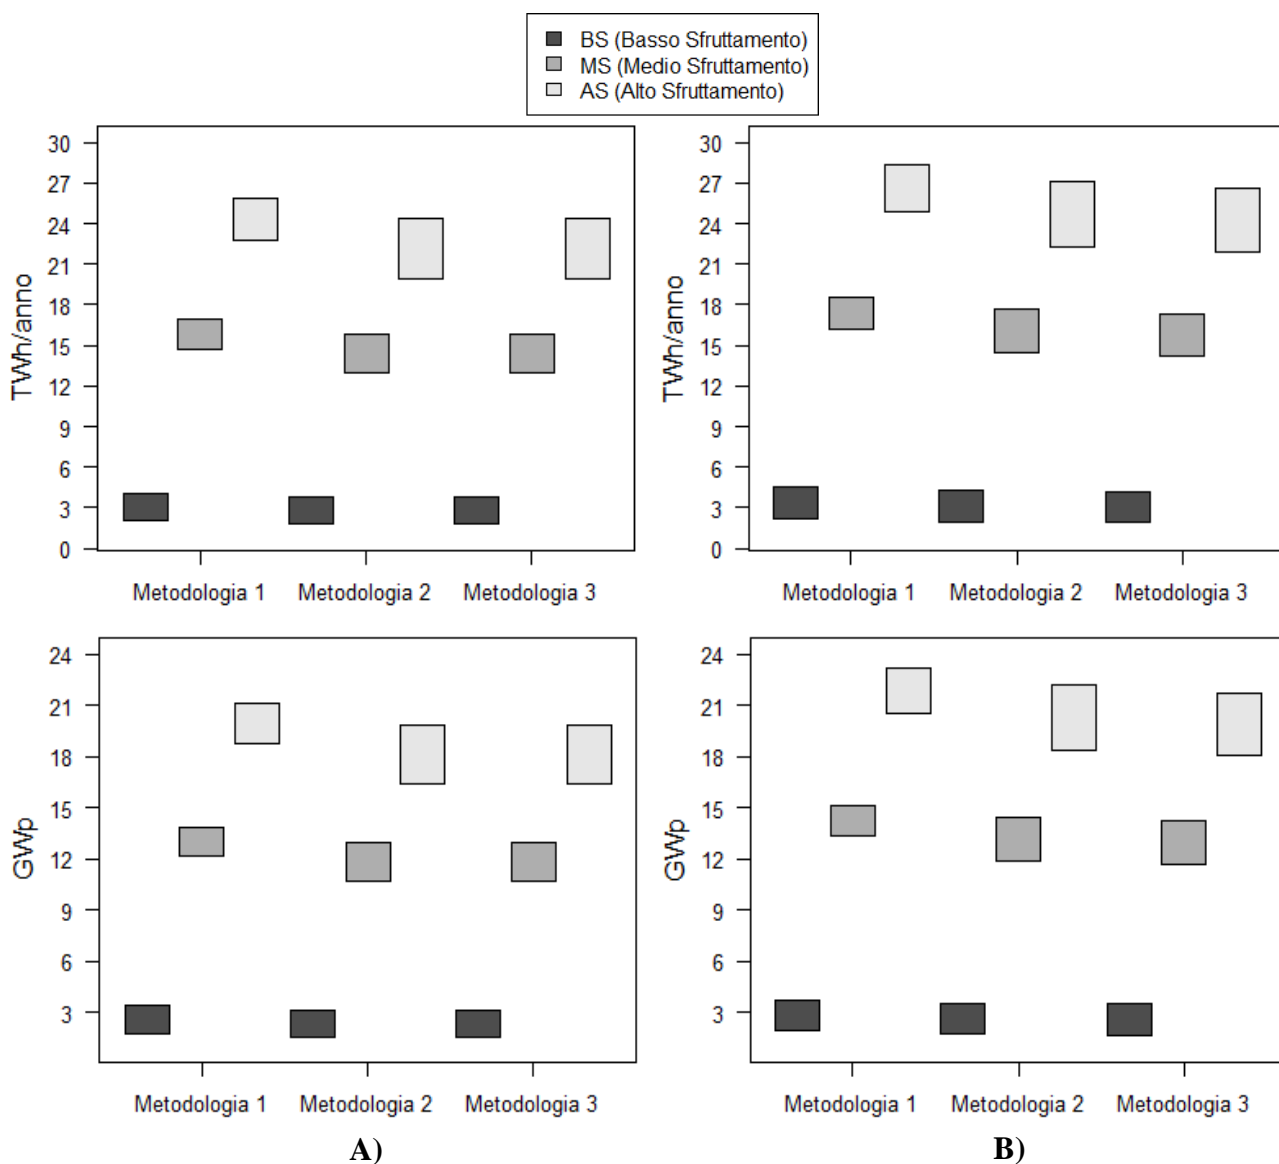 BS (Basso Sfruttamento)
MS (Medio Sfruttamento)
AS (Alto Sfruttamento)
TWh/anno
30
27
24
21
18
15
12
9
6
3
0
Metodologia 1 Metodologia 2 Metodologia 3
TWh/anno
30
27
24
21
18
15
12
9
6
3
0
Metodologia 1 Metodologia 2 Metodologia 3
GWp
24
21
18
15
12
9
6
3
Metodologia 1 Metodologia 2 Metodologia 3
A)
GWp
24
21
18
15
12
9
6
3
Metodologia 1 Metodologia 2 Metodologia 3
B)